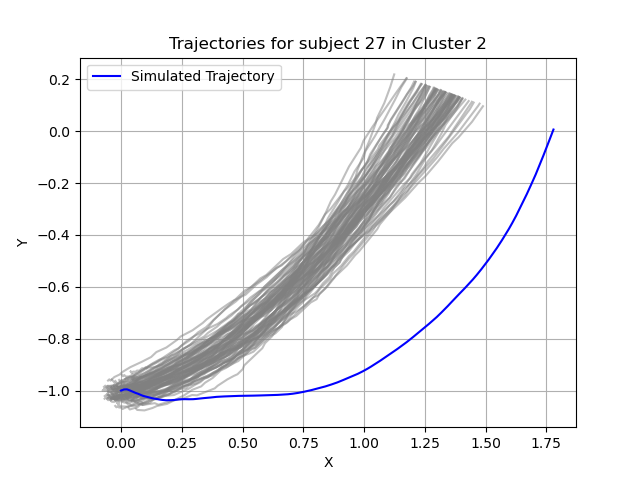 Trajectories for subject 27 in Cluster 2
Simulated Trajectory
0.2
0.0
−0.2
−0.4
−0.6
−0.8
−1.0
Y
0.00 0.25 0.50 0.75 1.00 1.25 1.50 1.75
X